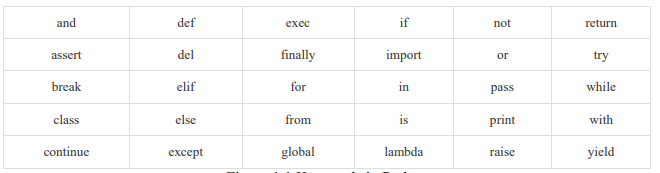 and def exec if not return
assert del finally import or try
break elif for in pass while
class else from is print with
continue except global lambda raise yield